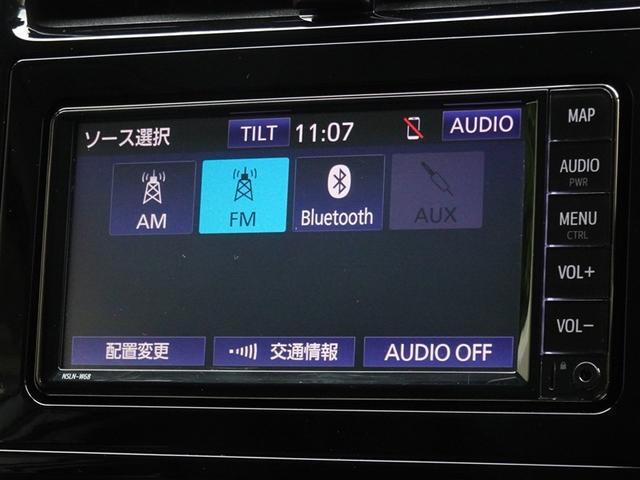 ソース選択 TILT 11:07 AUDIO
AM FM Bluetooth AUX
配置変更 交通情報 AUDIO OFF
NSLN-W68
MAP
AUDIO
PWR
MENU
CTRL
VOL+
VOL−